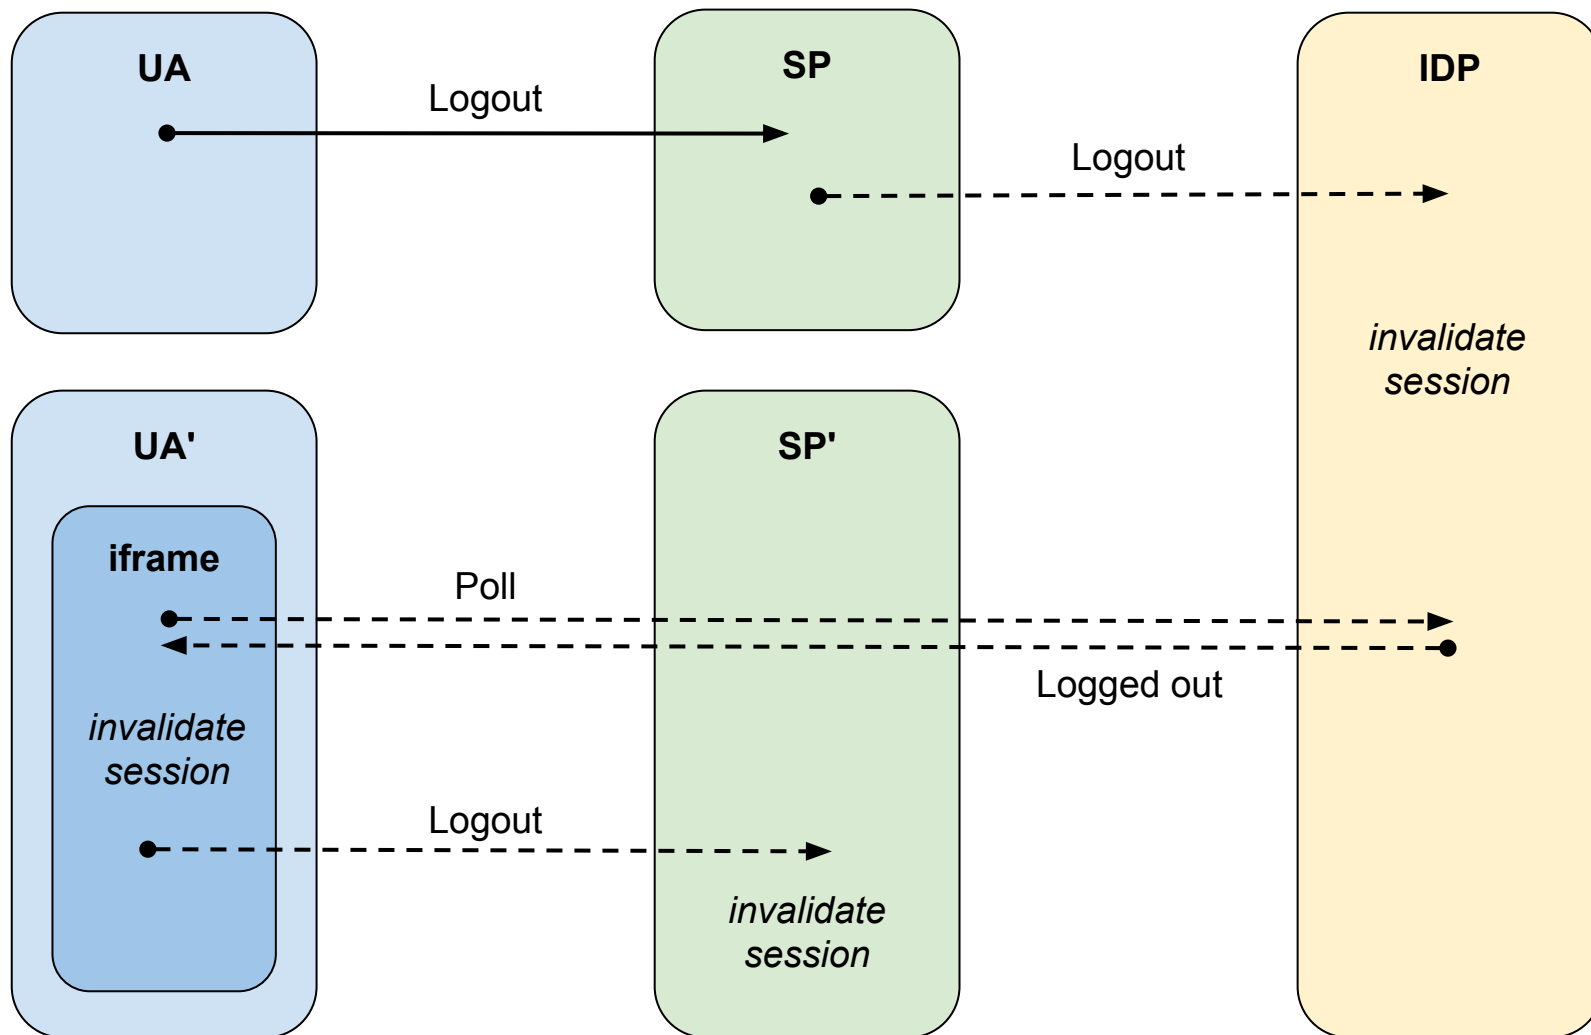 UA
SP
IDP
Logout
Logout
invalidate
session
UA'
SP'
iframe
Poll
Logged out
invalidate
session
Logout
invalidate
session